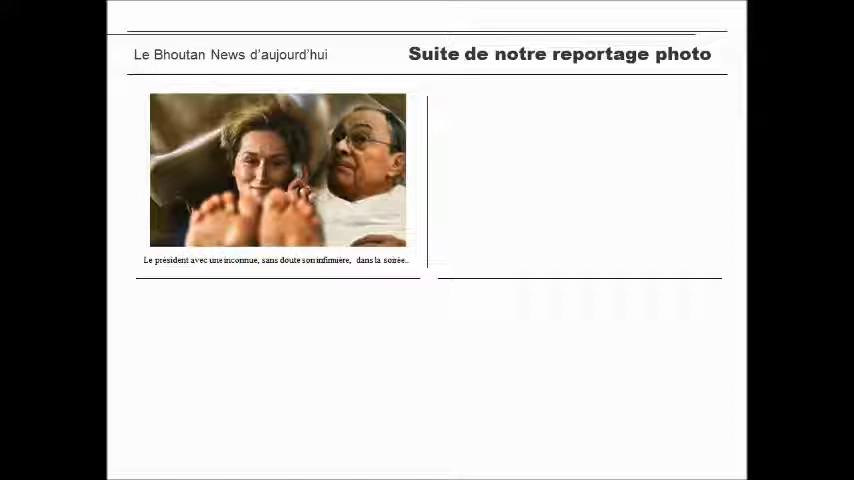 Le Bhoutan News d'aujourd'hui
Suite de notre reportage photo
Le président avec une inconnue, sans doute son infirmière, dans la soirée..